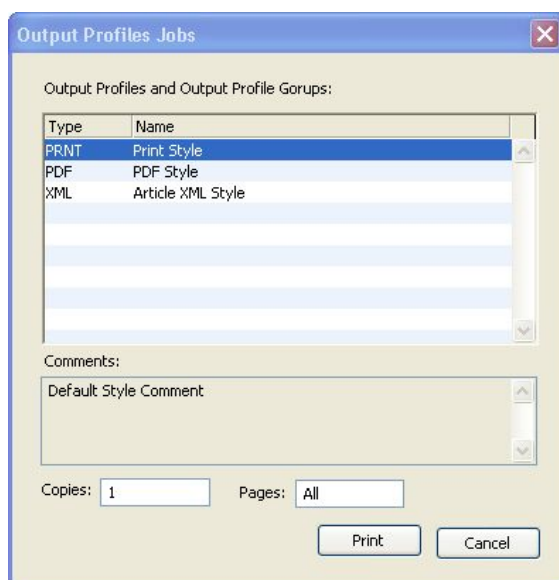 Output Profiles Jobs
Output Profiles and Output Profile Gorups:
Type Name
PRNT Print Style
PDF PDF Style
XML Article XML Style
Comments:
Default Style Comment
Copies: 1 Pages: All
Print Cancel